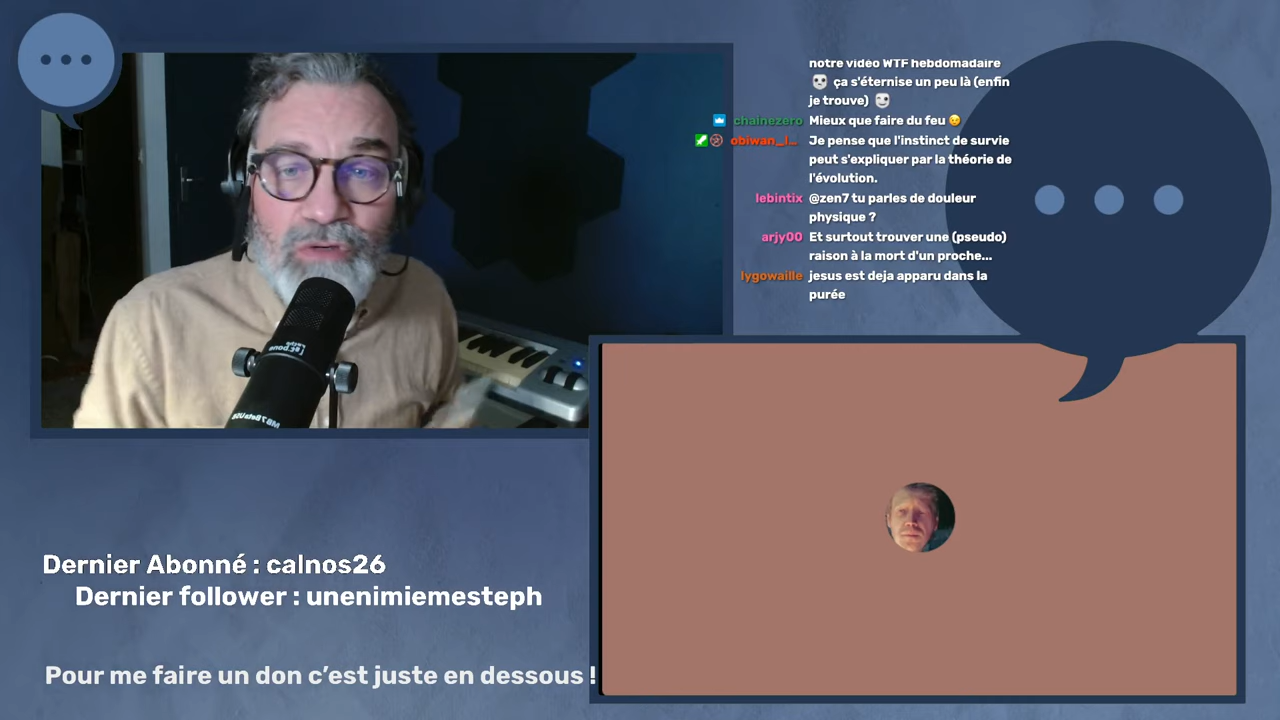 notre vidéo WTF hebdomadaire
ça s'éternise un peu là (enfin
je trouve)
chainezero Mieux que faire du feu
obiwan_l... Je pense que l'instinct de survie
peut s'expliquer par la théorie de
l'évolution.
lebintix @zen7 tu parles de douleur
physique ?
arjy00 Et surtout trouver une (pseudo)
raison à la mort d'un proche...
lygowaille jesus est deja apparu dans la
purée
Dernier Abonné : calnos26
Dernier follower : unenimiemesteph
Pour me faire un don c’est juste en dessous !